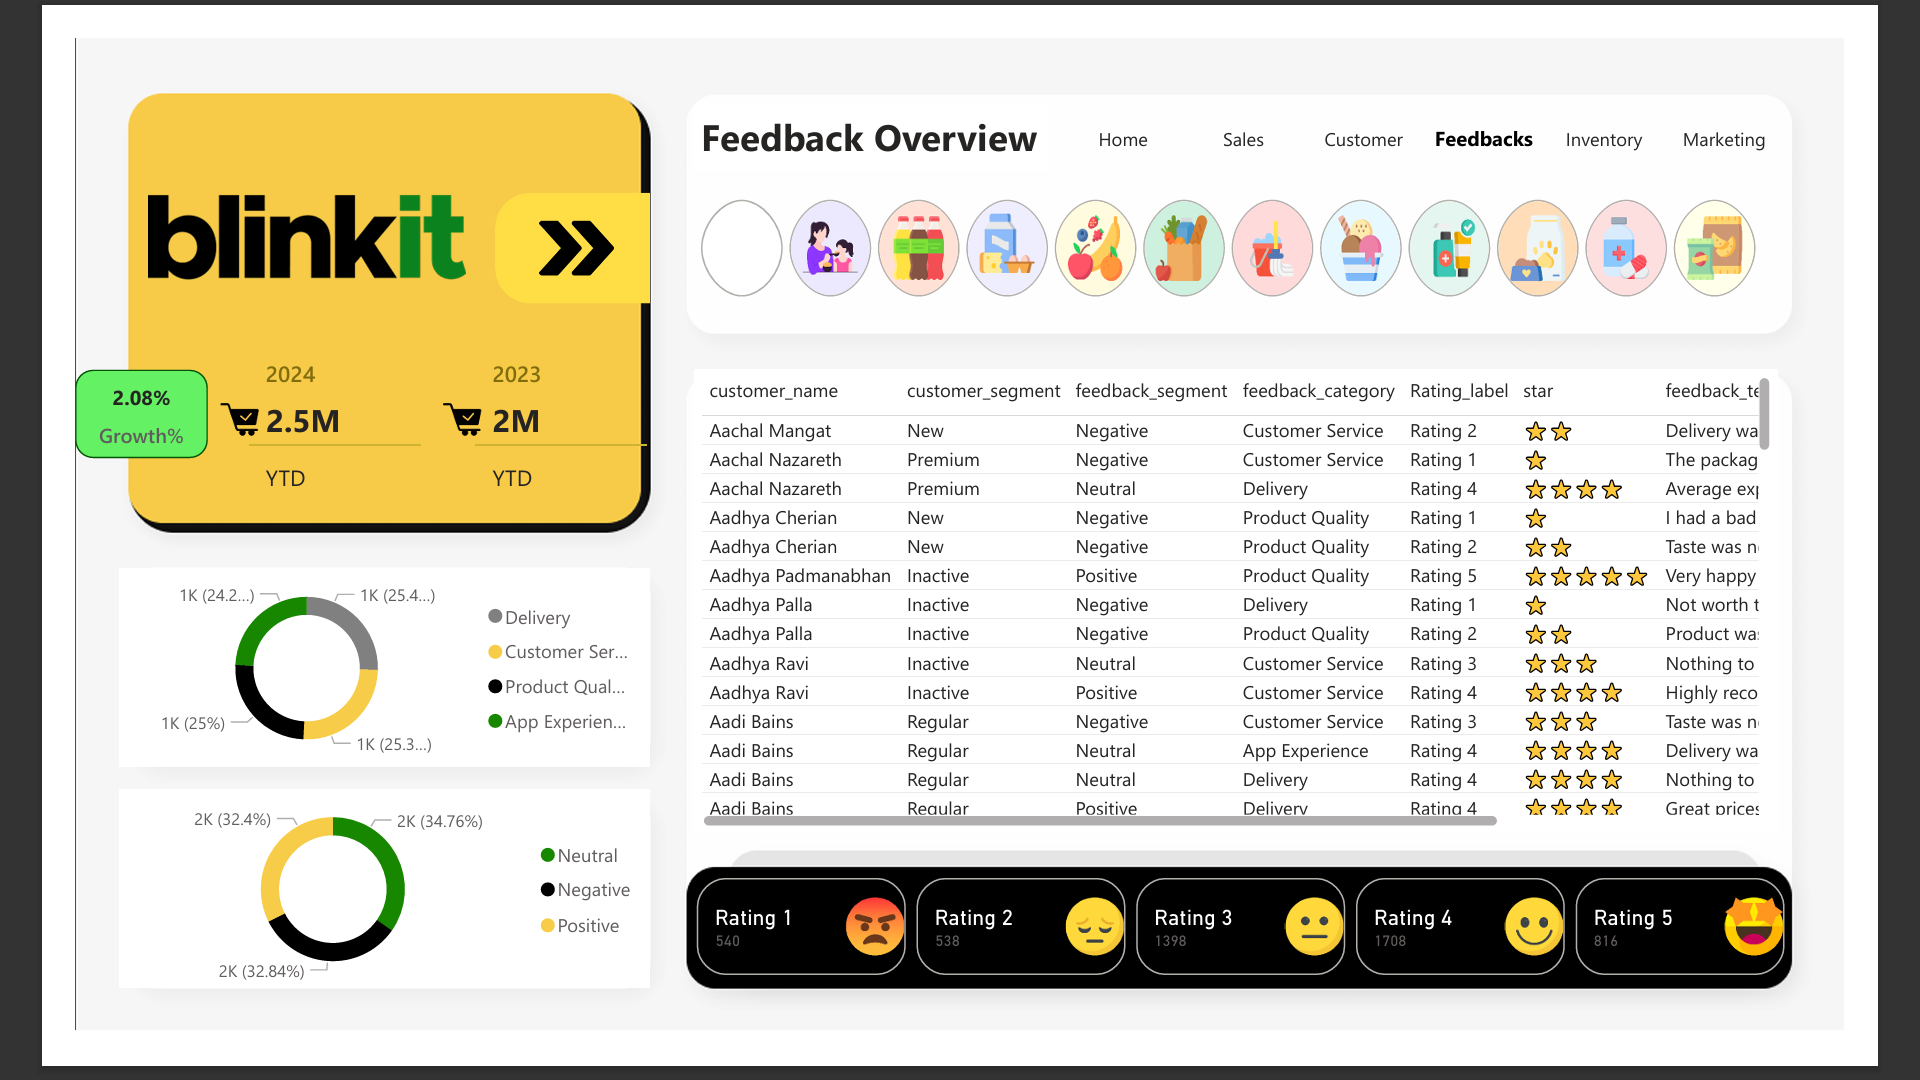 blinkit
2024
2023
2.08%
Growth%
2.5M
2M
YTD
YTD
1K (24.2...)
1K (25.4...)
1K (25%)
1K (25.3...)
Delivery
Customer Ser...
Product Qual...
App Experien...
2K (32.4%)
2K (34.76%)
2K (32.84%)
Neutral
Negative
Positive
Feedback Overview
Home Sales Customer Feedbacks Inventory Marketing
customer_name customer_segment feedback_segment feedback_category Rating_label star feedback_te
Aachal Mangat New Negative Customer Service Rating 2 Delivery wa
Aachal Nazareth Premium Negative Customer Service Rating 1 The packag
Aachal Nazareth Premium Neutral Delivery Rating 4 Average exp
Aadhya Cherian New Negative Product Quality Rating 1 I had a bad
Aadhya Cherian New Negative Product Quality Rating 2 Taste was n
Aadhya Padmanabhan Inactive Positive Product Quality Rating 5 Very happy
Aadhya Palla Inactive Negative Delivery Rating 1 Not worth t
Aadhya Palla Inactive Negative Product Quality Rating 2 Product was
Aadhya Ravi Inactive Neutral Customer Service Rating 3 Nothing to
Aadhya Ravi Inactive Positive Customer Service Rating 4 Highly reco
Aadi Bains Regular Negative Customer Service Rating 3 Taste was n
Aadi Bains Regular Neutral App Experience Rating 4 Delivery wa
Aadi Bains Regular Neutral Delivery Rating 4 Nothing to
Aadi Bains Regular Positive Delivery Rating 4 Great prices
Rating 1
540
Rating 2
538
Rating 3
1398
Rating 4
1708
Rating 5
816